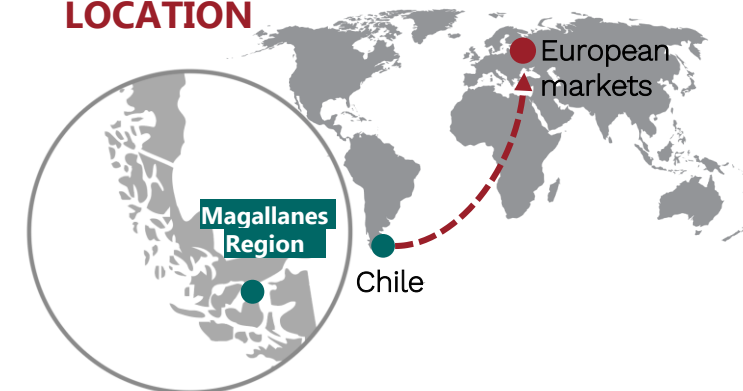 LOCATION
European
markets
Magallanes
Region
Chile